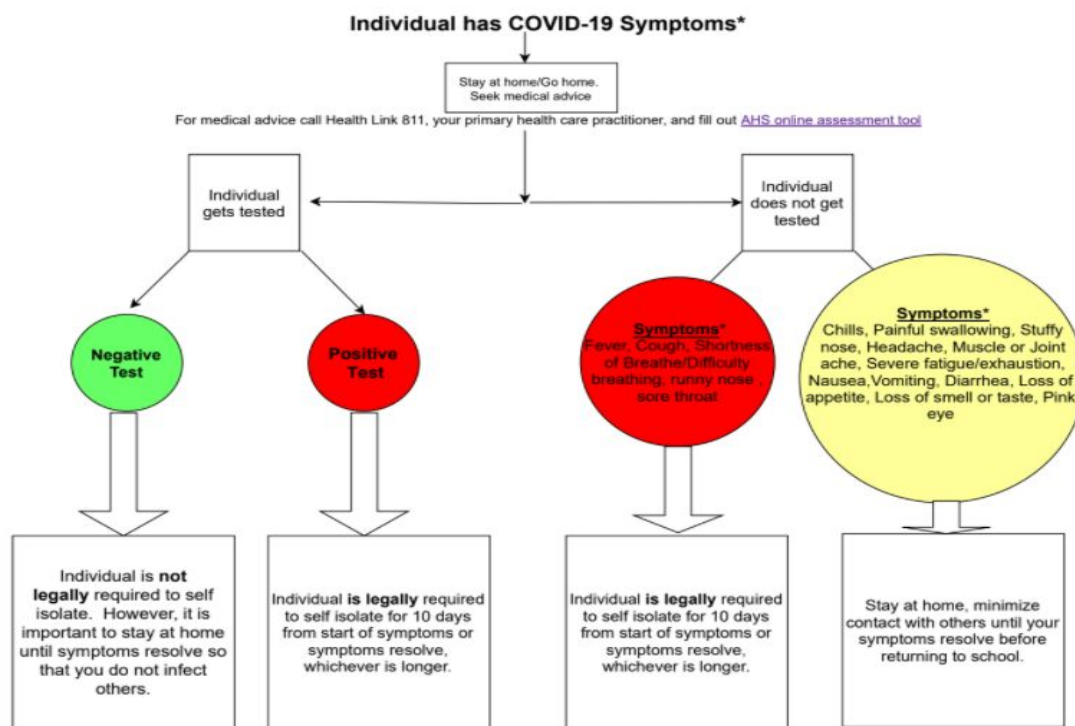 Individual has COVID-19 Symptoms*
Stay at home/Go home.
Seek medical advice
For medical advice call Health Link 811, your primary health care practitioner, and fill out AHS online assessment tool
Individual
gets tested
Individual
does not get
tested
Negative
Test
Positive
Test
Symptoms*
Fever, Cough, Shortness
of Breathe/Difficulty
breathing, runny nose ,
sore throat
Symptoms*
Chills, Painful swallowing, Stuffy
nose, Headache, Muscle or Joint
ache, Severe fatigue/exhaustion,
Nausea,Vomiting, Diarrhea, Loss of
appetite, Loss of smell or taste, Pink
eye
Individual is not
legally required to self
isolate. However, it is
important to stay at home
until symptoms resolve so
that you do not infect
others.
Individual is legally required
to self isolate for 10 days
from start of symptoms or
symptoms resolve,
whichever is longer.
Individual is legally required
to self isolate for 10 days
from start of symptoms or
symptoms resolve,
whichever is longer.
Stay at home, minimize
contact with others until your
symptoms resolve before
returning to school.